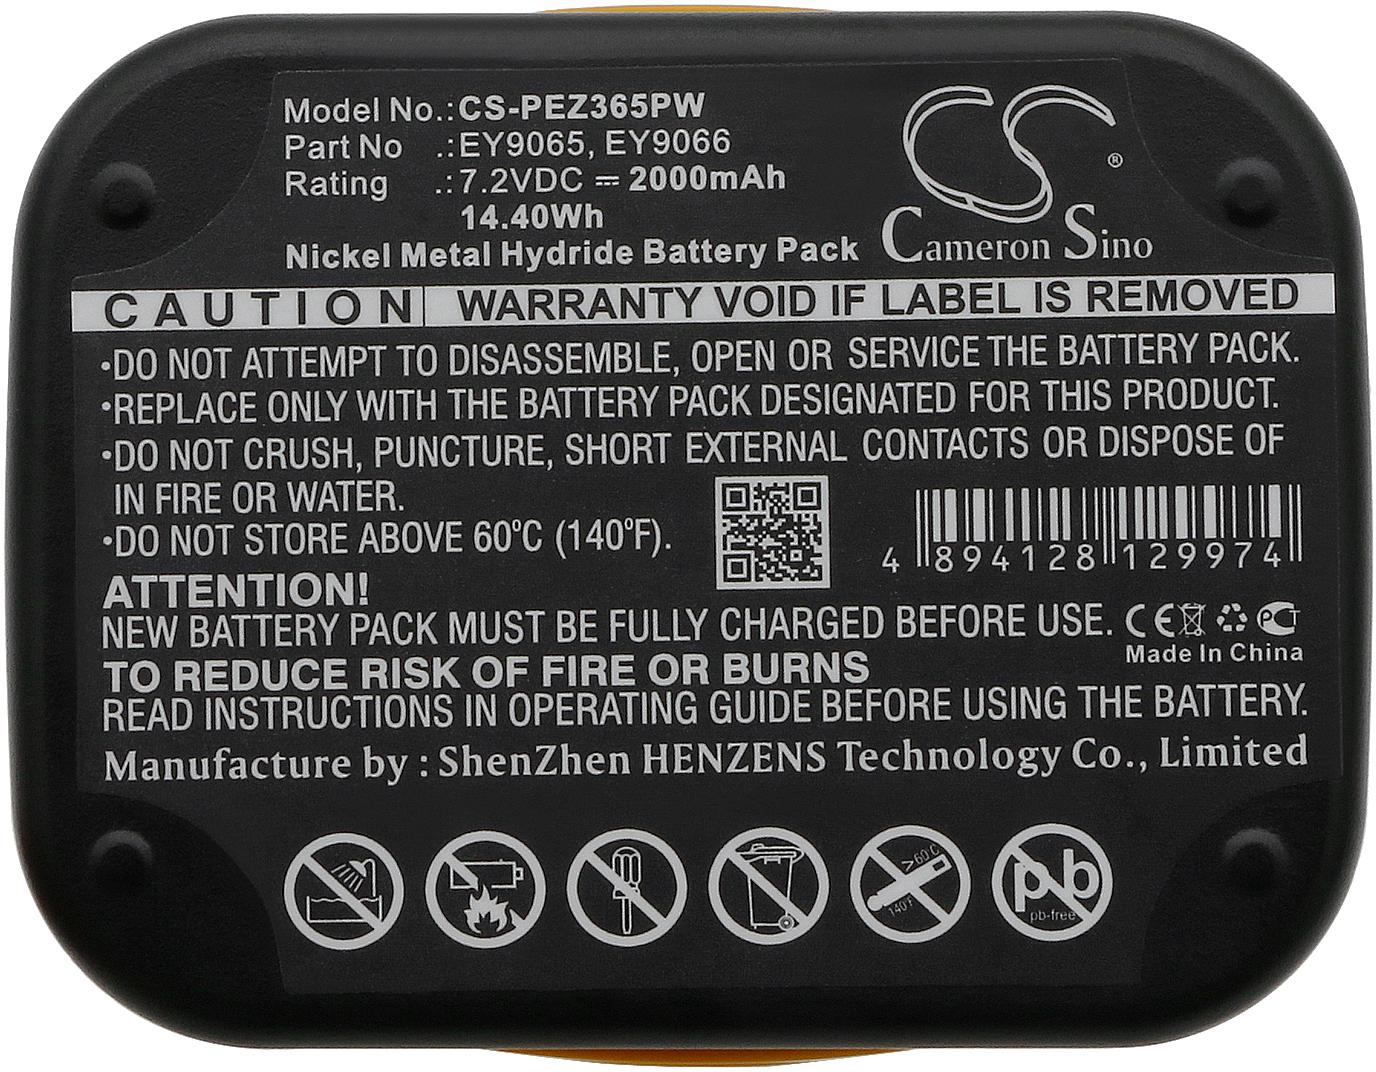 Model No.:CS-PEZ365PW
Part No .:EY9065, EY9066
Rating .:7.2VDC ⎓ 2000mAh
14.40Wh
Nickel Metal Hydride Battery Pack
CS ®
Cameron Sino
CAUTION WARRANTY VOID IF LABEL IS REMOVED
•DO NOT ATTEMPT TO DISASSEMBLE, OPEN OR SERVICE THE BATTERY PACK.
•REPLACE ONLY WITH THE BATTERY PACK DESIGNATED FOR THIS PRODUCT.
•DO NOT CRUSH, PUNCTURE, SHORT EXTERNAL CONTACTS OR DISPOSE OF
IN FIRE OR WATER.
•DO NOT STORE ABOVE 60ºC (140ºF).
4 894128 129974
ATTENTION!
NEW BATTERY PACK MUST BE FULLY CHARGED BEFORE USE.
CE PCT
Made In China
TO REDUCE RISK OF FIRE OR BURNS
READ INSTRUCTIONS IN OPERATING GUIDE BEFORE USING THE BATTERY.
Manufacture by : ShenZhen HENZENS Technology Co., Limited
>60°C
140°F
pb
pb-free